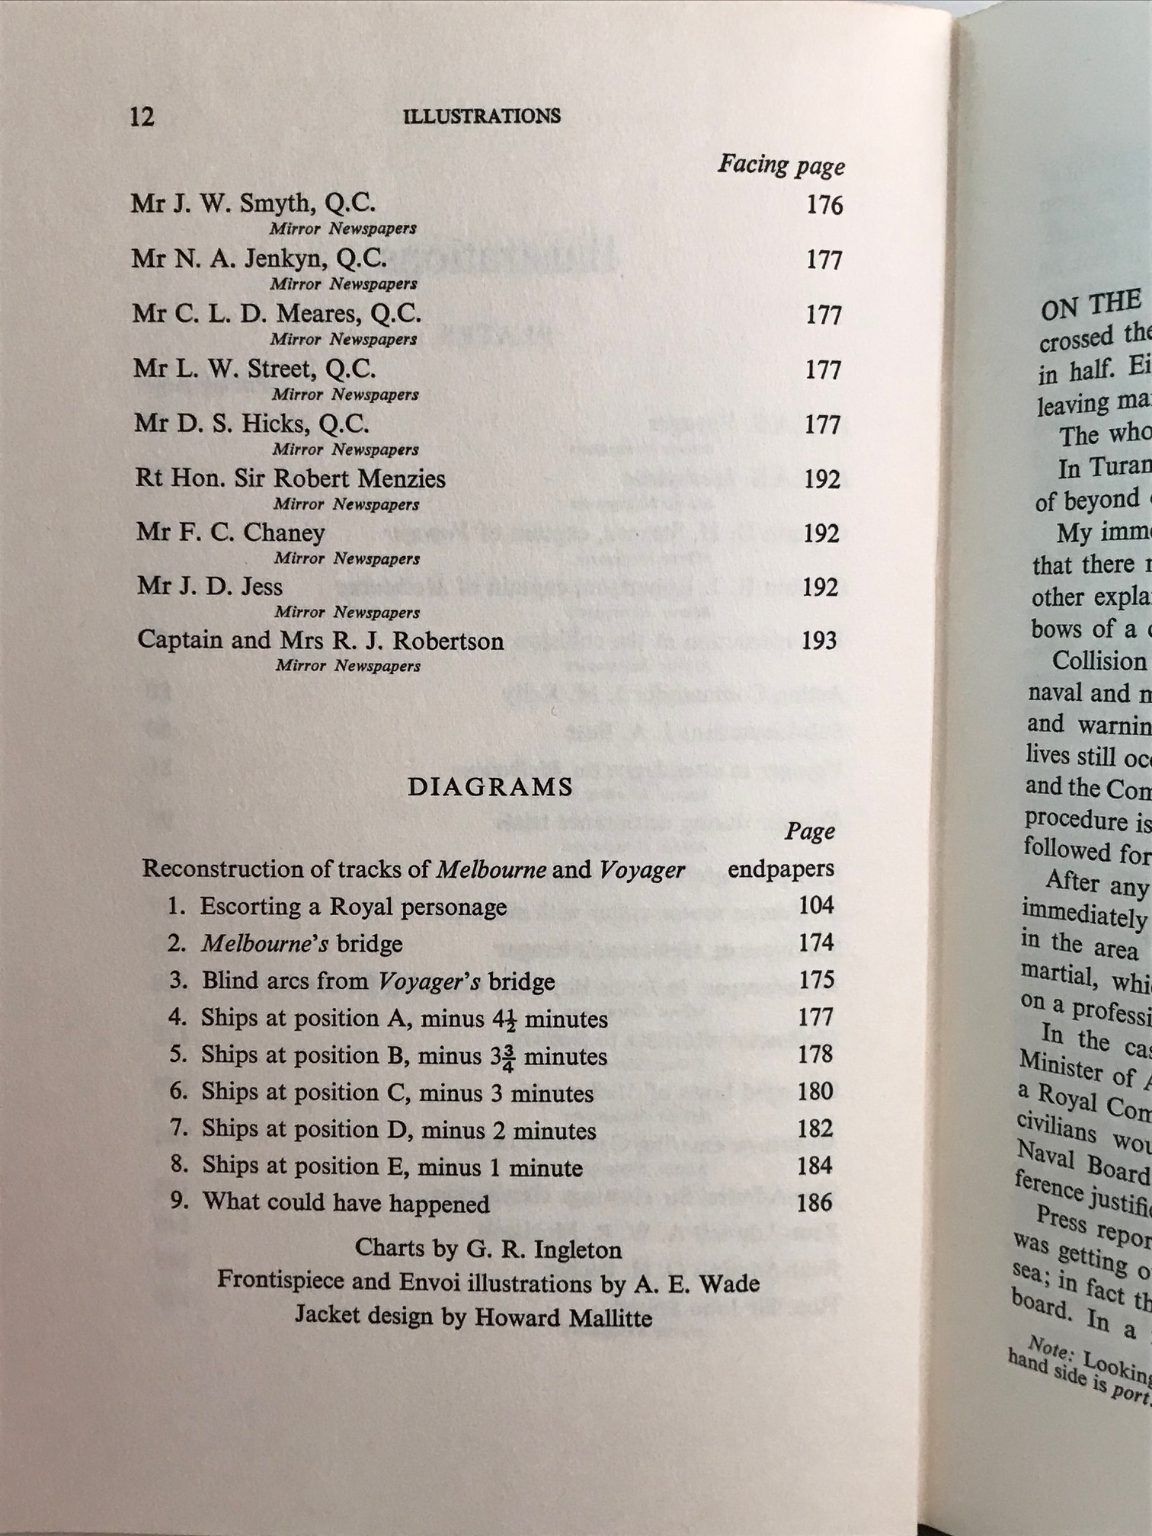 12 ILLUSTRATIONS
Facing page
Mr J. W. Smyth, Q.C. 176
Mirror Newspapers
Mr N. A. Jenkyn, Q.C. 177
Mirror Newspapers
Mr C. L. D. Meares, Q.C. 177
Mirror Newspapers
Mr L. W. Street, Q.C. 177
Mirror Newspapers
Mr D. S. Hicks, Q.C. 177
Mirror Newspapers
Rt Hon. Sir Robert Menzies 192
Mirror Newspapers
Mr F. C. Chaney 192
Mirror Newspapers
Mr J. D. Jess 192
Mirror Newspapers
Captain and Mrs R. J. Robertson 193
Mirror Newspapers
DIAGRAMS
Page
Reconstruction of tracks of Melbourne and Voyager endpapers
1. Escorting a Royal personage 104
2. Melbourne's bridge 174
3. Blind arcs from Voyager's bridge 175
4. Ships at position A, minus 4½ minutes 177
5. Ships at position B, minus 3¾ minutes 178
6. Ships at position C, minus 3 minutes 180
7. Ships at position D, minus 2 minutes 182
8. Ships at position E, minus 1 minute 184
9. What could have happened 186
Charts by G. R. Ingleton
Frontispiece and Envoi illustrations by A. E. Wade
Jacket design by Howard Mallitte
ON THE
crossed the
in half.
leaving
The
In
of beyond
My
that there
other
bows of a
Collision
naval and
and
lives still
and the
procedure is
followed for
After any
immediately
in the area
martial,
on a
In the
Minister of
a Royal
civilians
Naval Board
Press
was getting
sea; in fact
board. In a
Note: Looking
hand side is port.